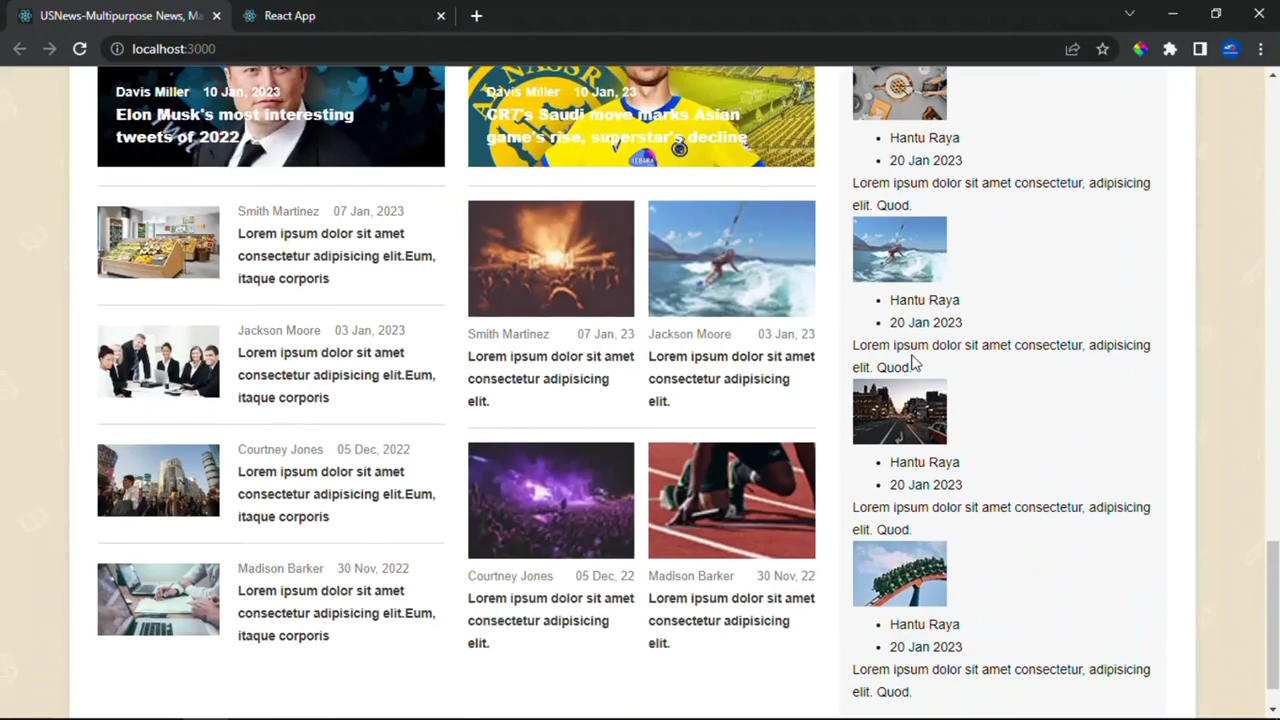 USNews-Multipurpose News, Ma
React App
localhost:3000
Davis Miller 10 Jan, 2023
Elon Musk's most interesting
tweets of 2022
Smith Martinez 07 Jan, 2023
Lorem ipsum dolor sit amet
consectetur adipisicing elit.Eum,
itaque corporis
Jackson Moore 03 Jan, 2023
Lorem ipsum dolor sit amet
consectetur adipisicing elit.Eum,
itaque corporis
Courtney Jones 05 Dec, 2022
Lorem ipsum dolor sit amet
consectetur adipisicing elit.Eum,
itaque corporis
Madison Barker 30 Nov, 2022
Lorem ipsum dolor sit amet
consectetur adipisicing elit.Eum,
itaque corporis
NASSR
Davis Miller 10 Jan, 23
CR7's Saudi move marks Asian
game's rise, superstar's decline
Smith Martinez 07 Jan, 23
Lorem ipsum dolor sit amet
consectetur adipisicing
elit.
Jackson Moore 03 Jan, 23
Lorem ipsum dolor sit amet
consectetur adipisicing
elit.
Courtney Jones 05 Dec, 22
Lorem ipsum dolor sit amet
consectetur adipisicing
elit.
Madison Barker 30 Nov, 22
Lorem ipsum dolor sit amet
consectetur adipisicing
elit.
Hantu Raya
20 Jan 2023
Lorem ipsum dolor sit amet consectetur, adipisicing
elit. Quod.
Hantu Raya
20 Jan 2023
Lorem ipsum dolor sit amet consectetur, adipisicing
elit. Quod.
Hantu Raya
20 Jan 2023
Lorem ipsum dolor sit amet consectetur, adipisicing
elit. Quod.
Hantu Raya
20 Jan 2023
Lorem ipsum dolor sit amet consectetur, adipisicing
elit. Quod.